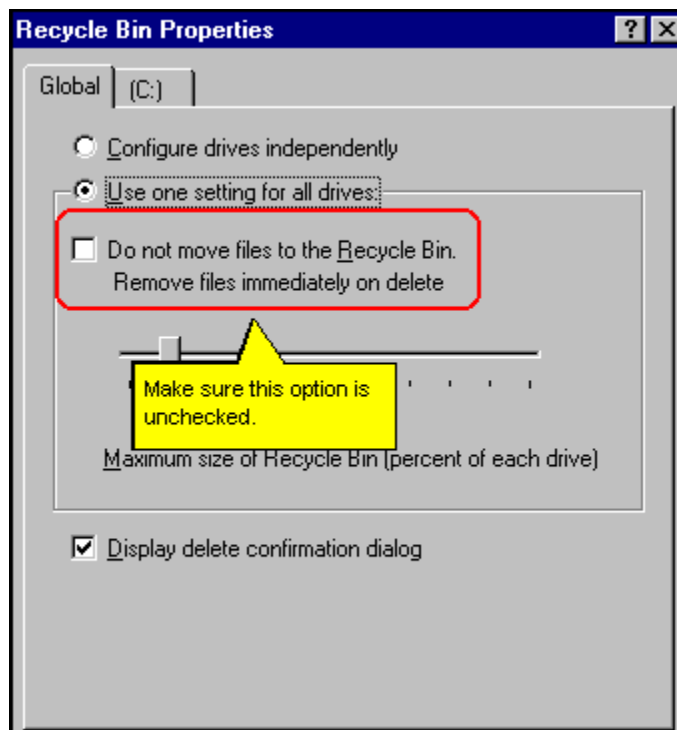 Recycle Bin Properties
Global
(C:)
Configure drives independently
Use one setting for all drives:
Do not move files to the Recycle Bin.
Remove files immediately on delete
Make sure this option is
unchecked.
Maximum size of Recycle Bin (percent of each drive)
Display delete confirmation dialog